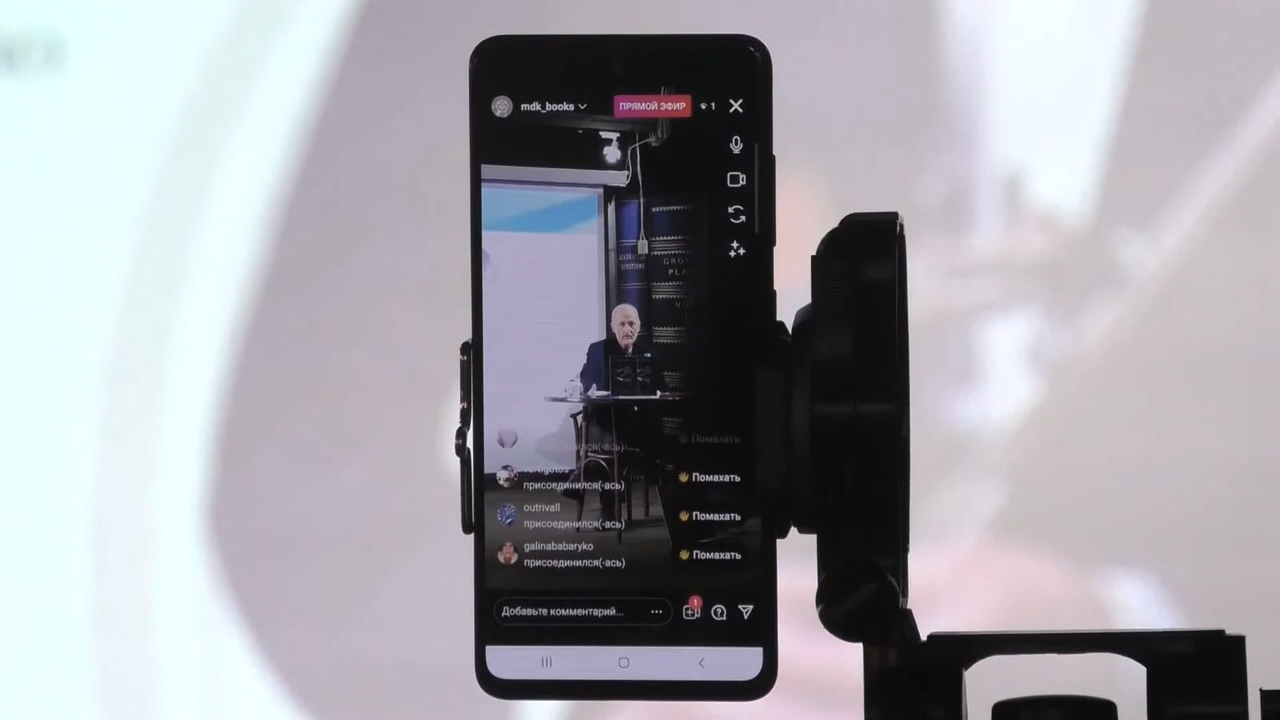 mdk_books
ПРЯМОЙ ЭФИР
1
Помахать
присоединился(-ась)
Помахать
outrivall
присоединился(-ась)
Помахать
galinababaryko
присоединился(-ась)
Помахать
Добавьте комментарий...
1